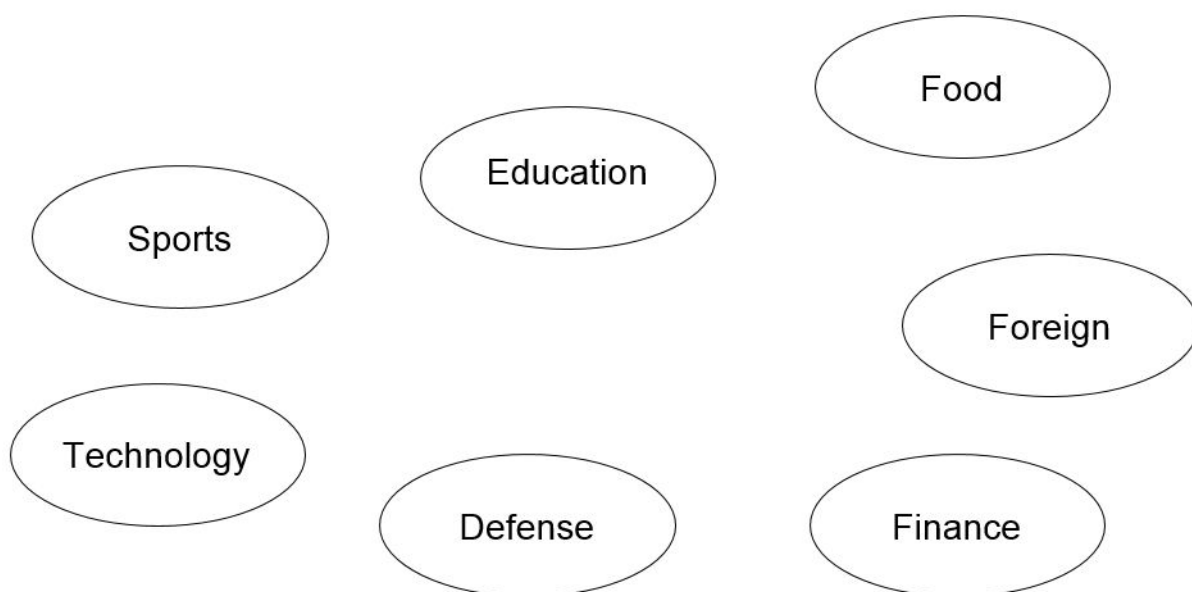 Food
Education
Sports
Foreign
Technology
Defense
Finance